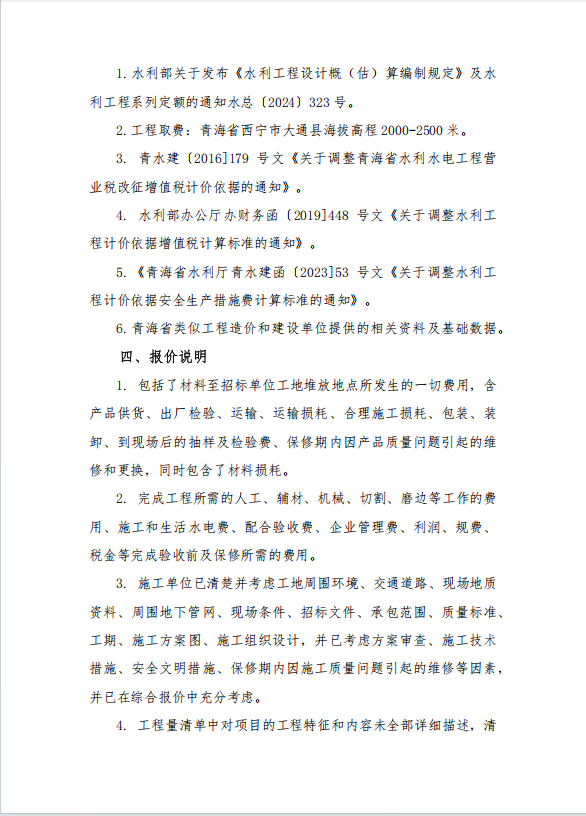 1.水利部关于发布《水利工程设计概（估）算编制规定》及水
利工程系列定额的通知水总〔2024〕323号。
2.工程取费：青海省西宁市大通县海拔高程2000-2500米。
3. 青水建〔2016]179 号文《关于调整青海省水利水电工程营
业税改征增值税计价依据的通知》。
4. 水利部办公厅办财务函〔2019]448 号文《关于调整水利工
程计价依据增值税计算标准的通知》。
5.《青海省水利厅青水建函〔2023]53 号文《关于调整水利工
程计价依据安全生产措施费计算标准的通知》。
6.青海省类似工程造价和建设单位提供的相关资料及基础数据。
四、报价说明
1. 包括了材料至招标单位工地堆放地点所发生的一切费用，含
产品供货、出厂检验、运输、运输损耗、合理施工损耗、包装、装
卸、到现场后的抽样及检验费、保修期内因产品质量问题引起的维
修和更换，同时包含了材料损耗。
2. 完成工程所需的人工、辅材、机械、切割、磨边等工作的费
用、施工和生活水电费、配合验收费、企业管理费、利润、规费、
税金等完成验收前及保修所需的费用。
3. 施工单位已清楚并考虑工地周围环境、交通道路、现场地质
资料、周围地下管网、现场条件、招标文件、承包范围、质量标准、
工期、施工方案图、施工组织设计，并已考虑方案审查、施工技术
措施、安全文明措施、保修期内因施工质量问题引起的维修等因素，
并已在综合报价中充分考虑。
4. 工程量清单中对项目的工程特征和内容未全部详细描述，清